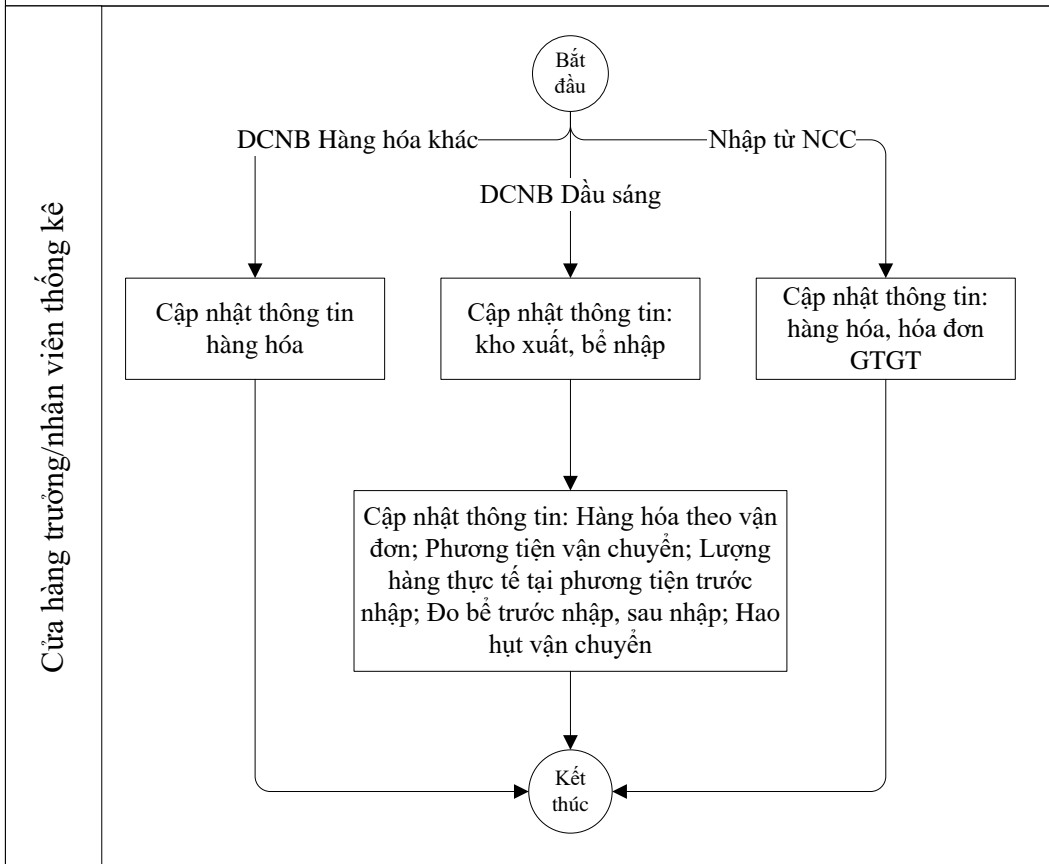 Cửa hàng trưởng/nhân viên thống kê
Bắt
đầu
DCNB Hàng hóa khác
Nhập từ NCC
DCNB Dầu sáng
Cập nhật thông tin
hàng hóa
Cập nhật thông tin:
kho xuất, bể nhập
Cập nhật thông tin:
hàng hóa, hóa đơn
GTGT
Cập nhật thông tin: Hàng hóa theo vận
đơn; Phương tiện vận chuyển; Lượng
hàng thực tế tại phương tiện trước
nhập; Đo bể trước nhập, sau nhập; Hao
hụt vận chuyển
Kết
thúc